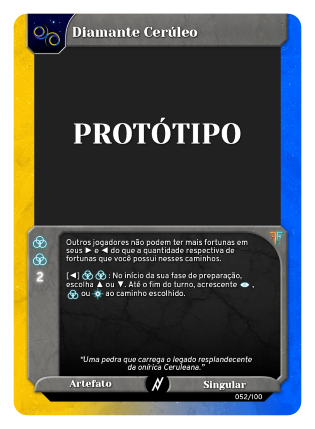 Diamante Cerúleo
PROTÓTIPO
Outros jogadores não podem ter mais fortunas em
seus ► e ◄ do que a quantidade respectiva de
fortunas que você possui nesses caminhos.
2
[◄] : No início da sua fase de preparação,
escolha ▲ ou ▼. Até o fim do turno, acrescente ,
ou ao caminho escolhido.
"Uma pedra que carrega o legado resplandecente
da onírica Ceruleana."
Artefato Singular
052/100